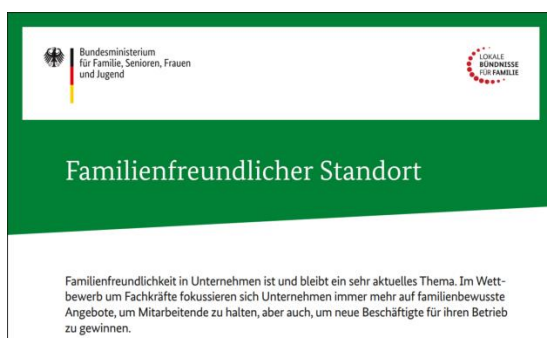 Bundesministerium
für Familie, Senioren, Frauen
und Jugend
LOKALE
BÜNDNISSE
FÜR FAMILIE
Familienfreundlicher Standort
Familienfreundlichkeit in Unternehmen ist und bleibt ein sehr aktuelles Thema. Im Wett-
bewerb um Fachkräfte fokussieren sich Unternehmen immer mehr auf familienbewusste
Angebote, um Mitarbeitende zu halten, aber auch, um neue Beschäftigte für ihren Betrieb
zu gewinnen.